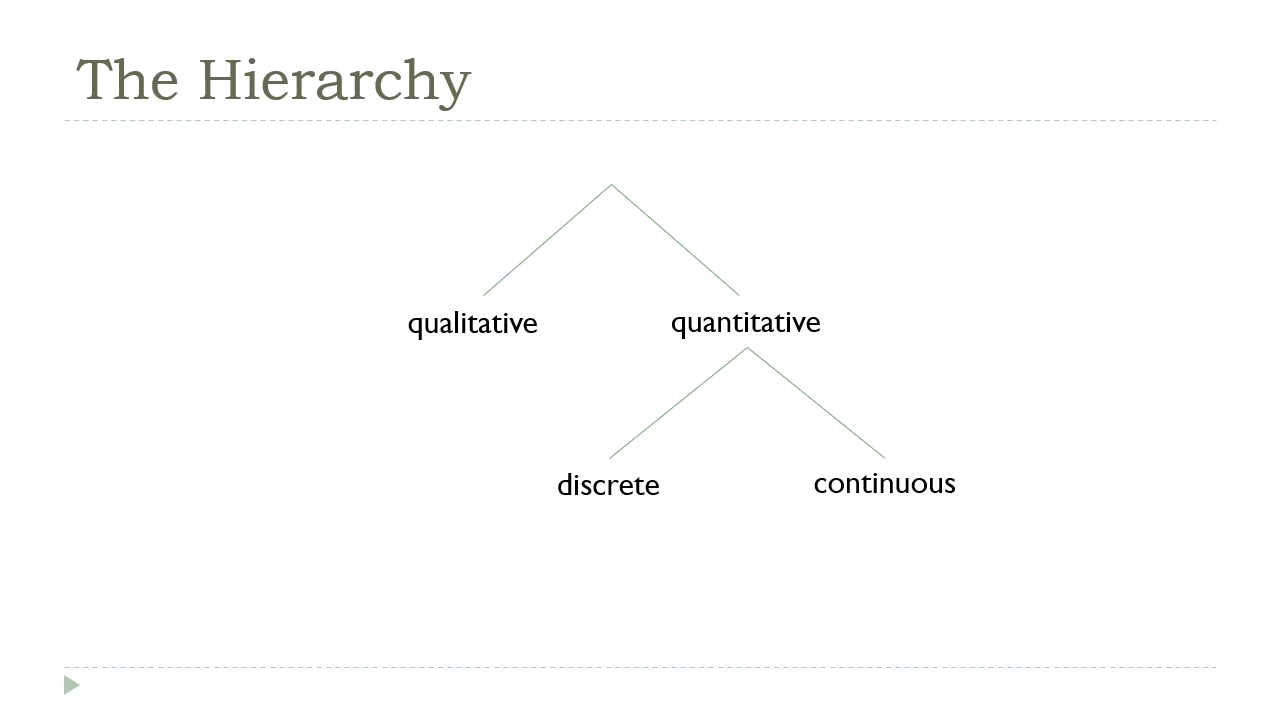 The Hierarchy
qualitative
quantitative
discrete
continuous